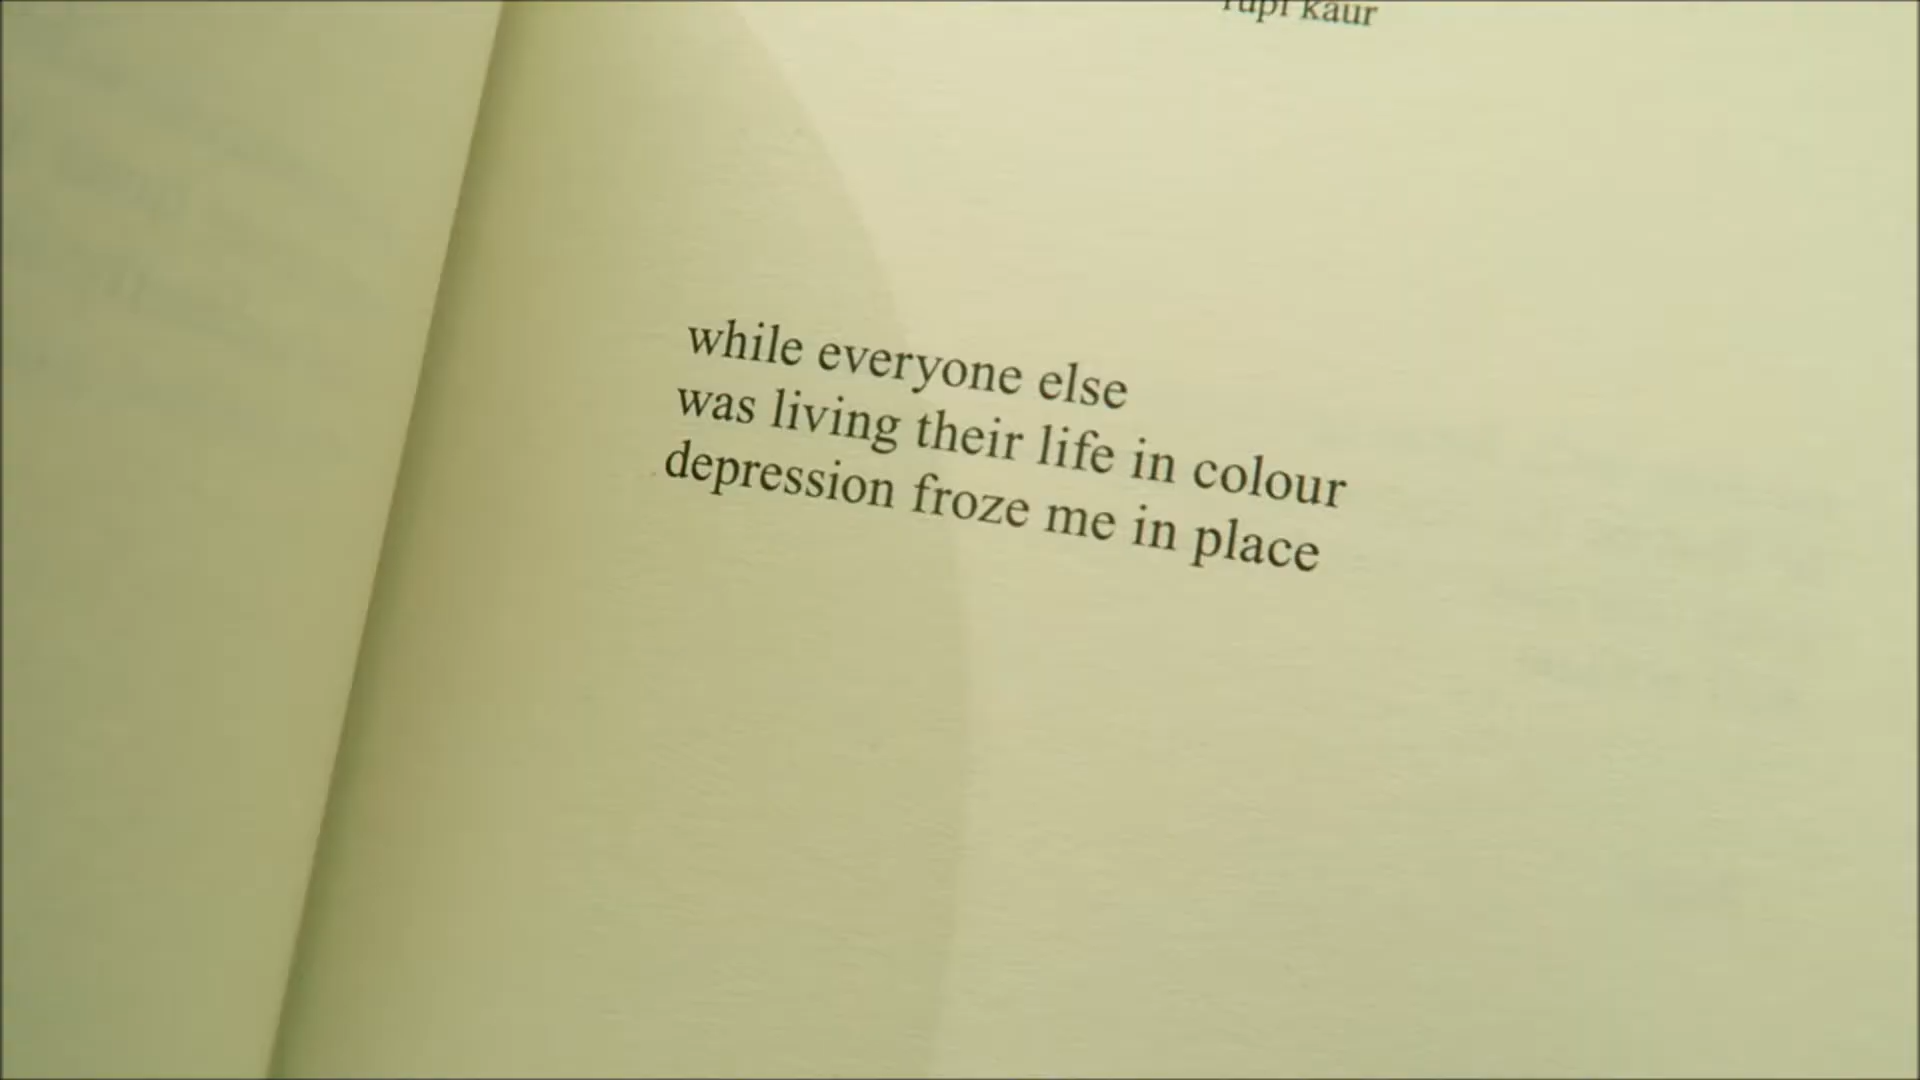 rupi kaur
while everyone else
was living their life in colour
depression froze me in place